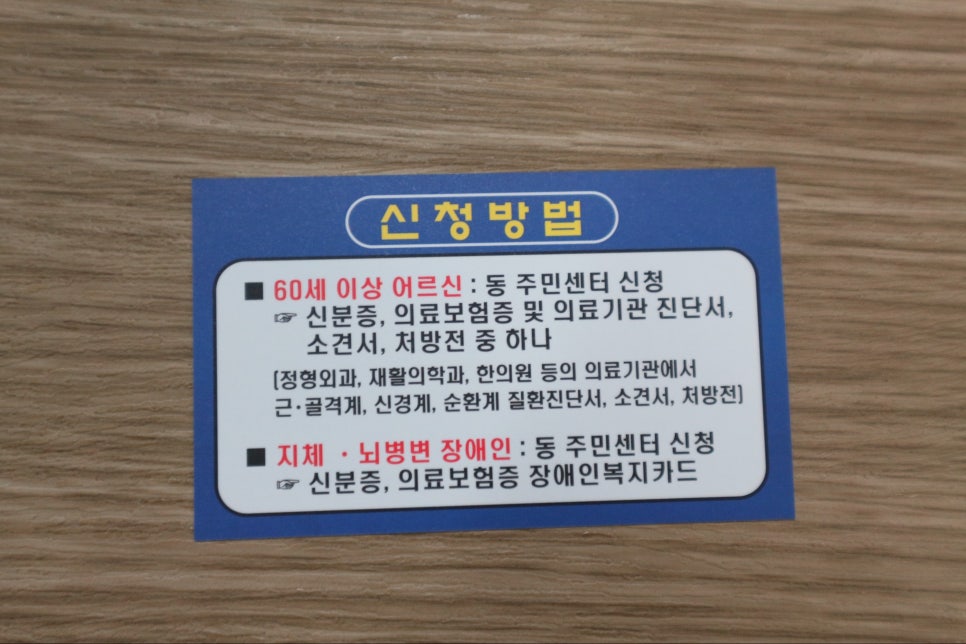 신청방법
■ 60세 이상 어르신 : 동 주민센터 신청
☞ 신분증, 의료보험증 및 의료기관 진단서,
소견서, 처방전 중 하나
[정형외과, 재활의학과, 한의원 등의 의료기관에서
근·골격계, 신경계, 순환계 질환진단서, 소견서, 처방전]
■ 지체 · 뇌병변 장애인 : 동 주민센터 신청
☞ 신분증, 의료보험증 장애인복지카드